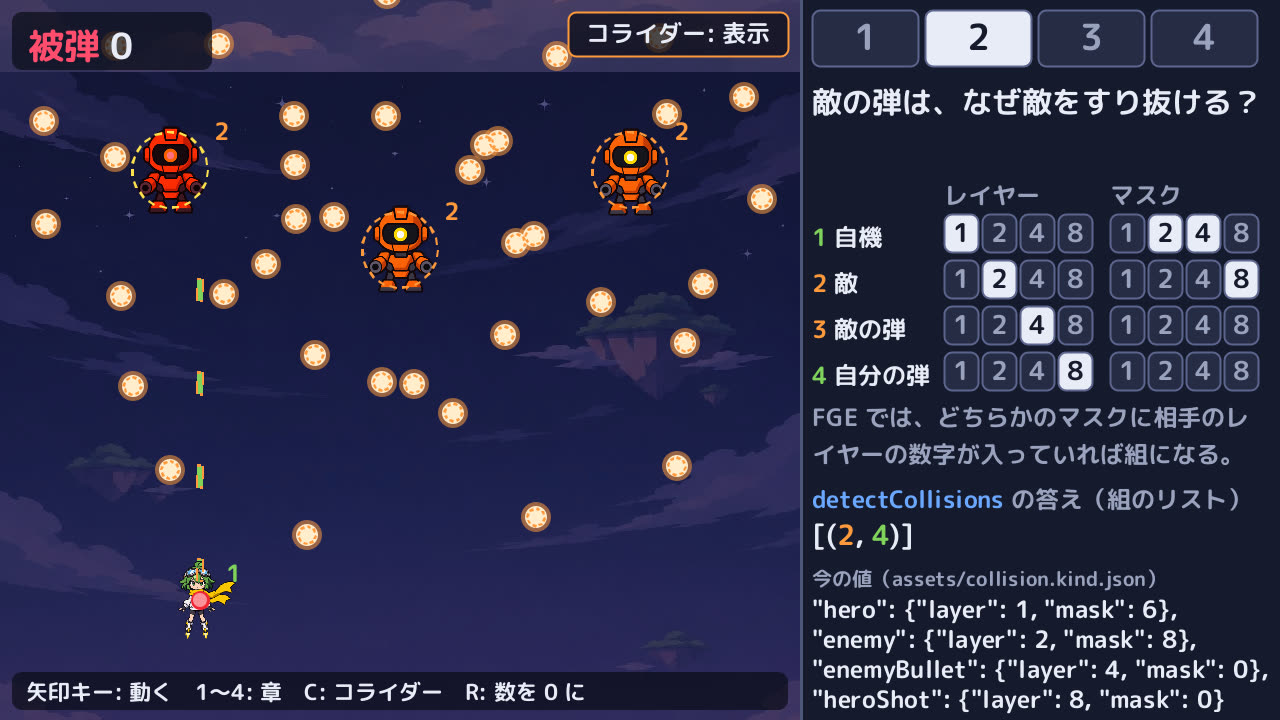 被弾 0
コライダー: 表示
1 2 3 4
敵の弾は、なぜ敵をすり抜ける？
2
2
2
1
レイヤー マスク
1 自機 1 2 4 8 1 2 4 8
2 敵 1 2 4 8 1 2 4 8
3 敵の弾 1 2 4 8 1 2 4 8
4 自分の弾 1 2 4 8 1 2 4 8
FGE では、どちらかのマスクに相手のレ
イヤーの数字が入っていれば組になる。
detectCollisions の答え（組のリスト）
[(2, 4)]
今の値（assets/collision.kind.json）
"hero": {"layer": 1, "mask": 6},
"enemy": {"layer": 2, "mask": 8},
"enemyBullet": {"layer": 4, "mask": 0},
"heroShot": {"layer": 8, "mask": 0}
矢印キー: 動く 1〜4: 章 C: コライダー R: 数を 0 に